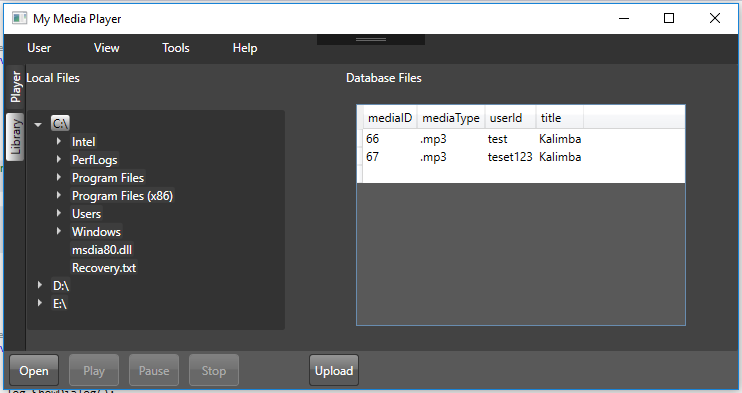 My Media Player
User View Tools Help
Player
Library
Local Files
C:\
Intel
PerfLogs
Program Files
Program Files (x86)
Users
Windows
msdia80.dll
Recovery.txt
D:\
E:\
Database Files
mediaID mediaType userId title
66 .mp3 test Kalimba
67 .mp3 teset123 Kalimba
Open Play Pause Stop Upload